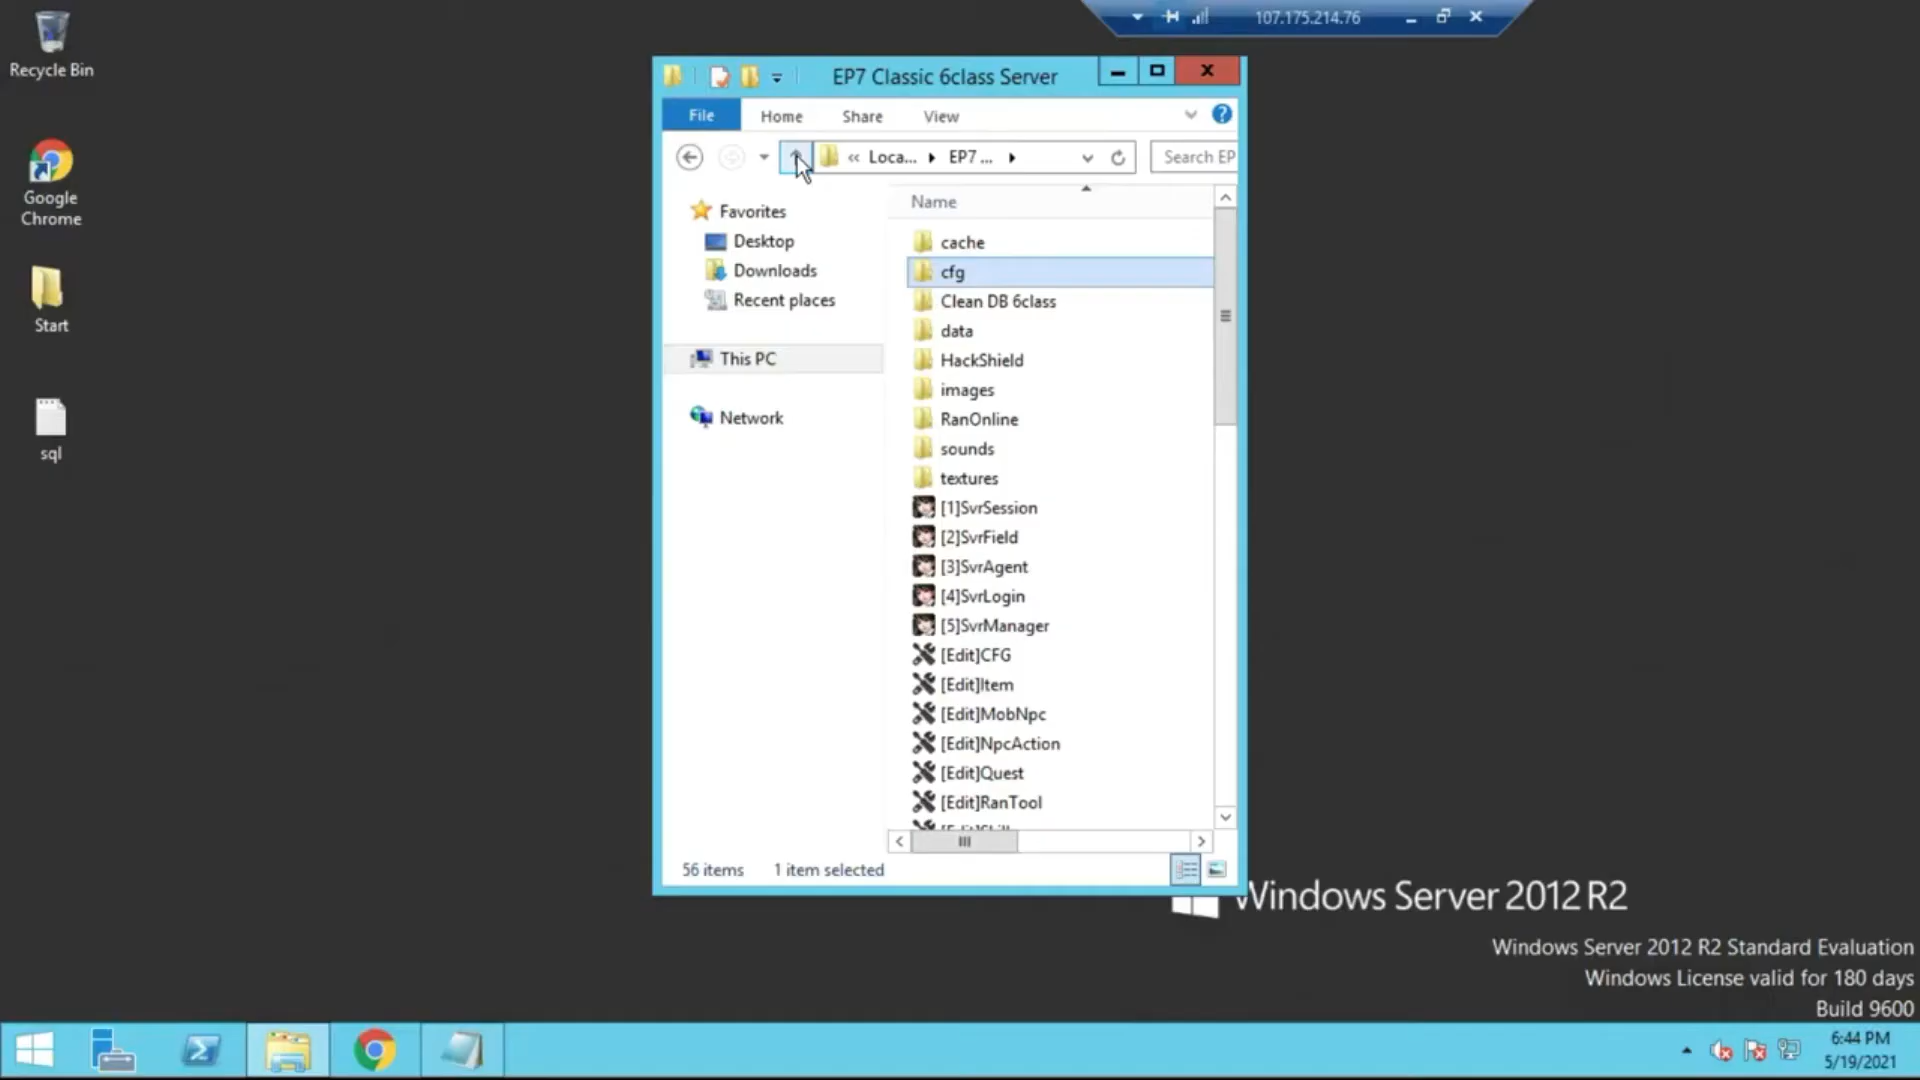 107.175.214.76
Recycle Bin
Google
Chrome
Start
sql
EP7 Classic 6class Server
File Home Share View
« Loca... EP7 ... Search EP
Favorites
Desktop
Downloads
Recent places
This PC
Network
Name
cache
cfg
Clean DB 6class
data
HackShield
images
RanOnline
sounds
textures
[1]SvrSession
[2]SvrField
[3]SvrAgent
[4]SvrLogin
[5]SvrManager
[Edit]CFG
[Edit]Item
[Edit]MobNpc
[Edit]NpcAction
[Edit]Quest
[Edit]RanTool
56 items 1 item selected
Windows Server 2012 R2
Windows Server 2012 R2 Standard Evaluation
Windows License valid for 180 days
Build 9600
6:44 PM
5/19/2021